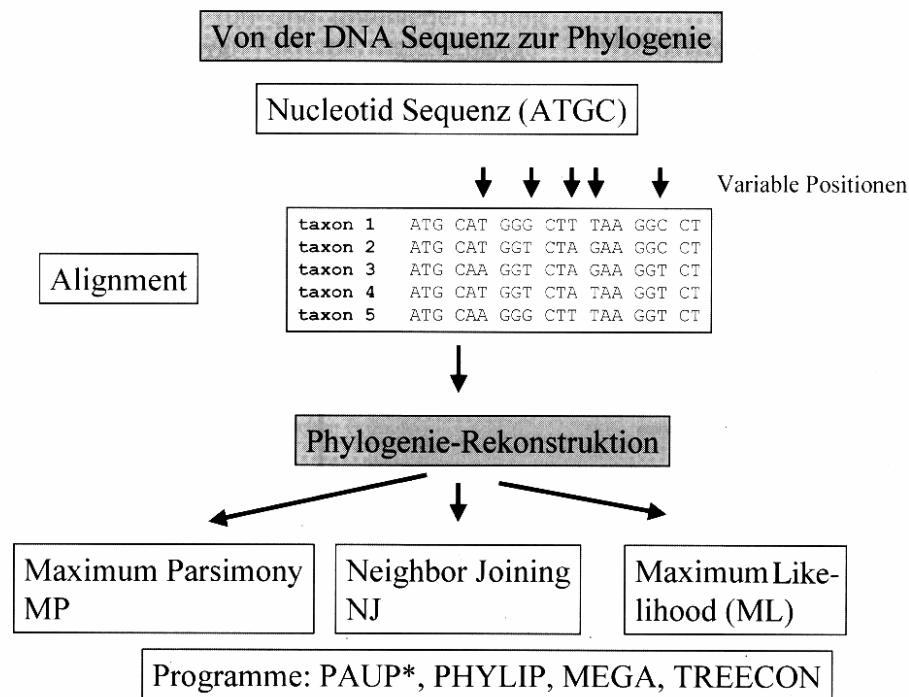 Von der DNA Sequenz zur Phylogenie
Nucleotid Sequenz (ATGC)
Variable Positionen
taxon 1 ATG CAT GGG CTT TAA GGC CT
taxon 2 ATG CAT GGT CTA GAA GGC CT
taxon 3 ATG CAA GGT CTA GAA GGT CT
taxon 4 ATG CAT GGT CTA TAA GGT CT
taxon 5 ATG CAA GGG CTT TAA GGT CT
Alignment
Phylogenie-Rekonstruktion
Maximum Parsimony
MP
Neighbor Joining
NJ
Maximum Like-
lihood (ML)
Programme: PAUP*, PHYLIP, MEGA, TREECON